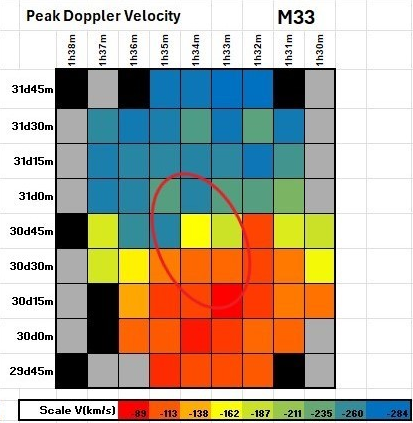 Peak Doppler Velocity M33
1h38m 1h37m 1h36m 1h35m 1h34m 1h33m 1h32m 1h31m 1h30m
31d45m
31d30m
31d15m
31d0m
30d45m
30d30m
30d15m
30d0m
29d45m
Scale V(km/s) -89 -113 -138 -162 -187 -211 -235 -260 -284